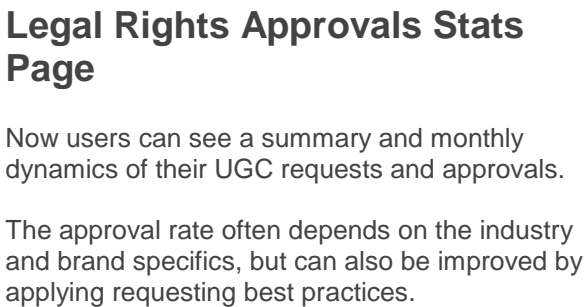 Legal Rights Approvals Stats
Page
Now users can see a summary and monthly
dynamics of their UGC requests and approvals.
The approval rate often depends on the industry
and brand specifics, but can also be improved by
applying requesting best practices.